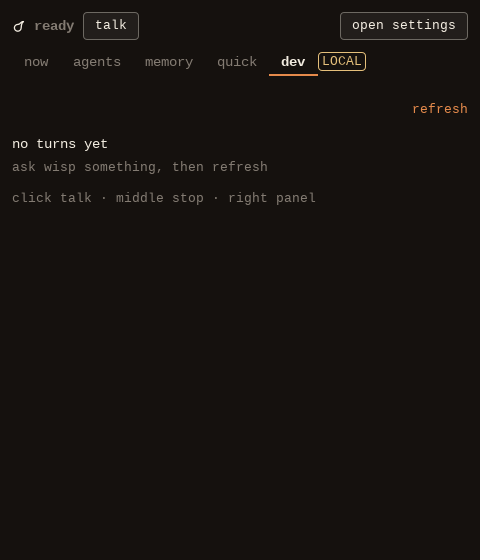 ready talk open settings
now agents memory quick dev LOCAL
refresh
no turns yet
ask wisp something, then refresh
click talk · middle stop · right panel